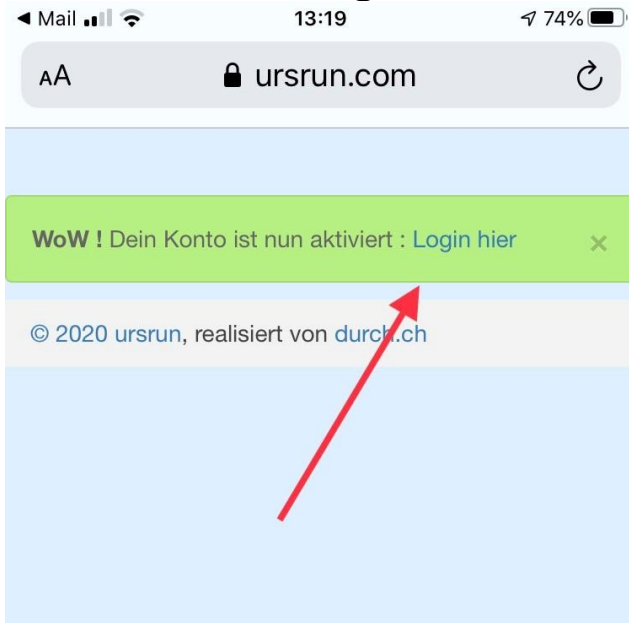 Mail 13:19 74%
AA ursrun.com
WoW ! Dein Konto ist nun aktiviert : Login hier ×
© 2020 ursrun, realisiert von durch.ch